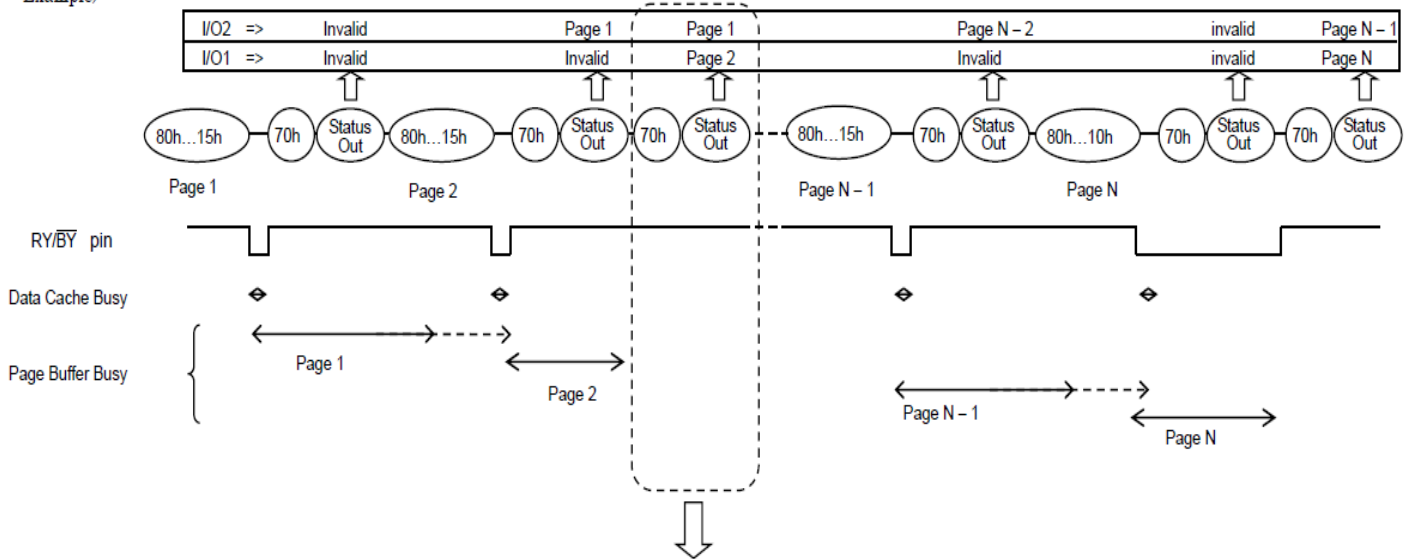 Example)
I/O2 => Invalid Page 1 Page 1 Page N – 2 invalid Page N – 1
I/O1 => Invalid Invalid Page 2 Invalid invalid Page N
80h...15h 70h Status Out 80h...15h 70h Status Out 70h Status Out 80h...15h 70h Status Out 80h...10h 70h Status Out 70h Status Out
Page 1 Page 2 Page N – 1 Page N
RY/B̅Y̅ pin
Data Cache Busy
Page Buffer Busy
Page 1
Page 2
Page N – 1
Page N